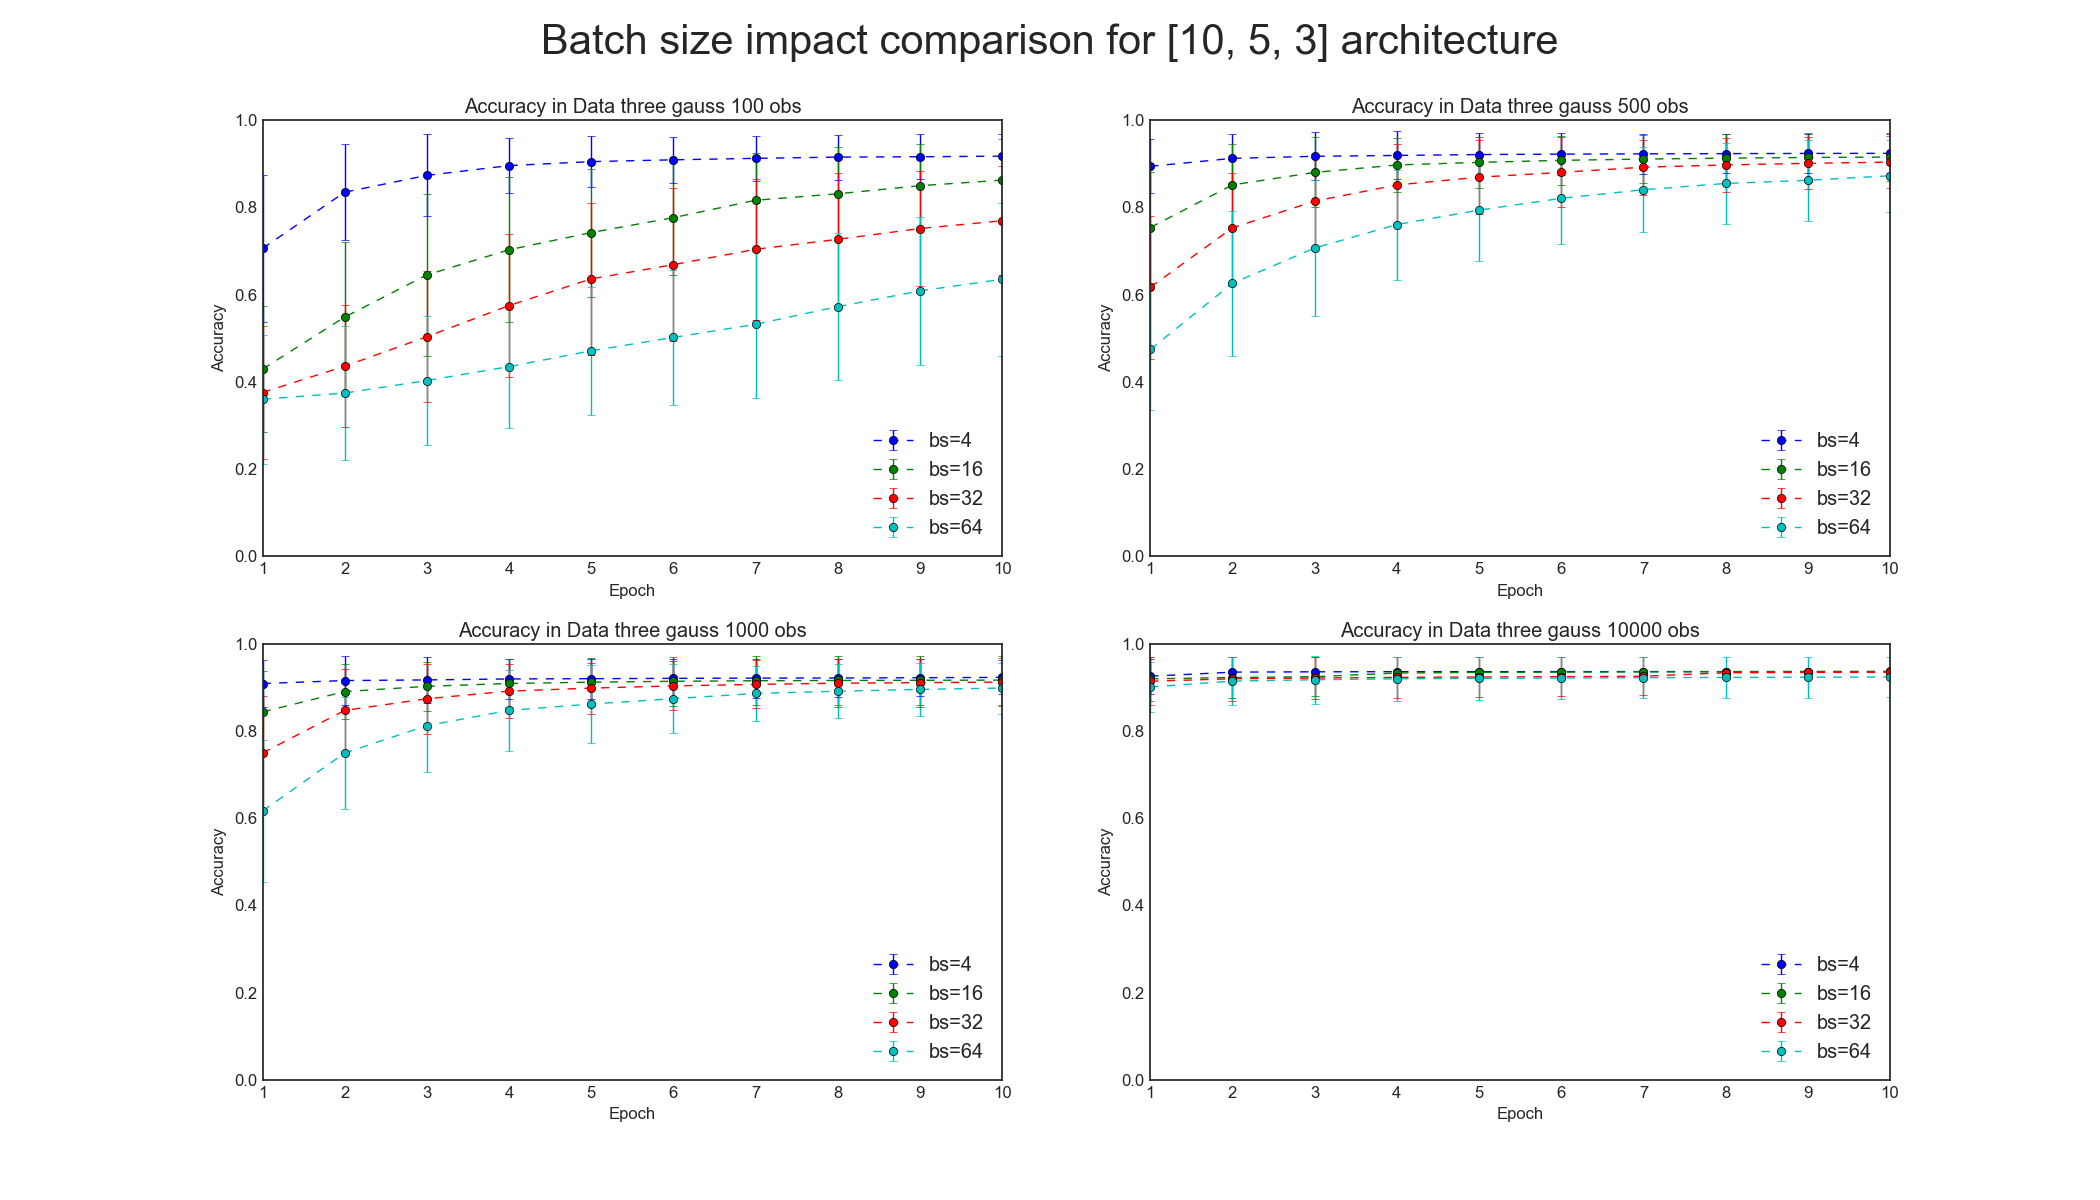 Batch size impact comparison for [10, 5, 3] architecture
Accuracy in Data three gauss 100 obs
1.0
0.8
0.6
0.4
0.2
0.0
Accuracy
bs=4
bs=16
bs=32
bs=64
1 2 3 4 5 6 7 8 9 10
Epoch
Accuracy in Data three gauss 500 obs
1.0
0.8
0.6
0.4
0.2
0.0
Accuracy
bs=4
bs=16
bs=32
bs=64
1 2 3 4 5 6 7 8 9 10
Epoch
Accuracy in Data three gauss 1000 obs
1.0
0.8
0.6
0.4
0.2
0.0
Accuracy
bs=4
bs=16
bs=32
bs=64
1 2 3 4 5 6 7 8 9 10
Epoch
Accuracy in Data three gauss 10000 obs
1.0
0.8
0.6
0.4
0.2
0.0
Accuracy
bs=4
bs=16
bs=32
bs=64
1 2 3 4 5 6 7 8 9 10
Epoch